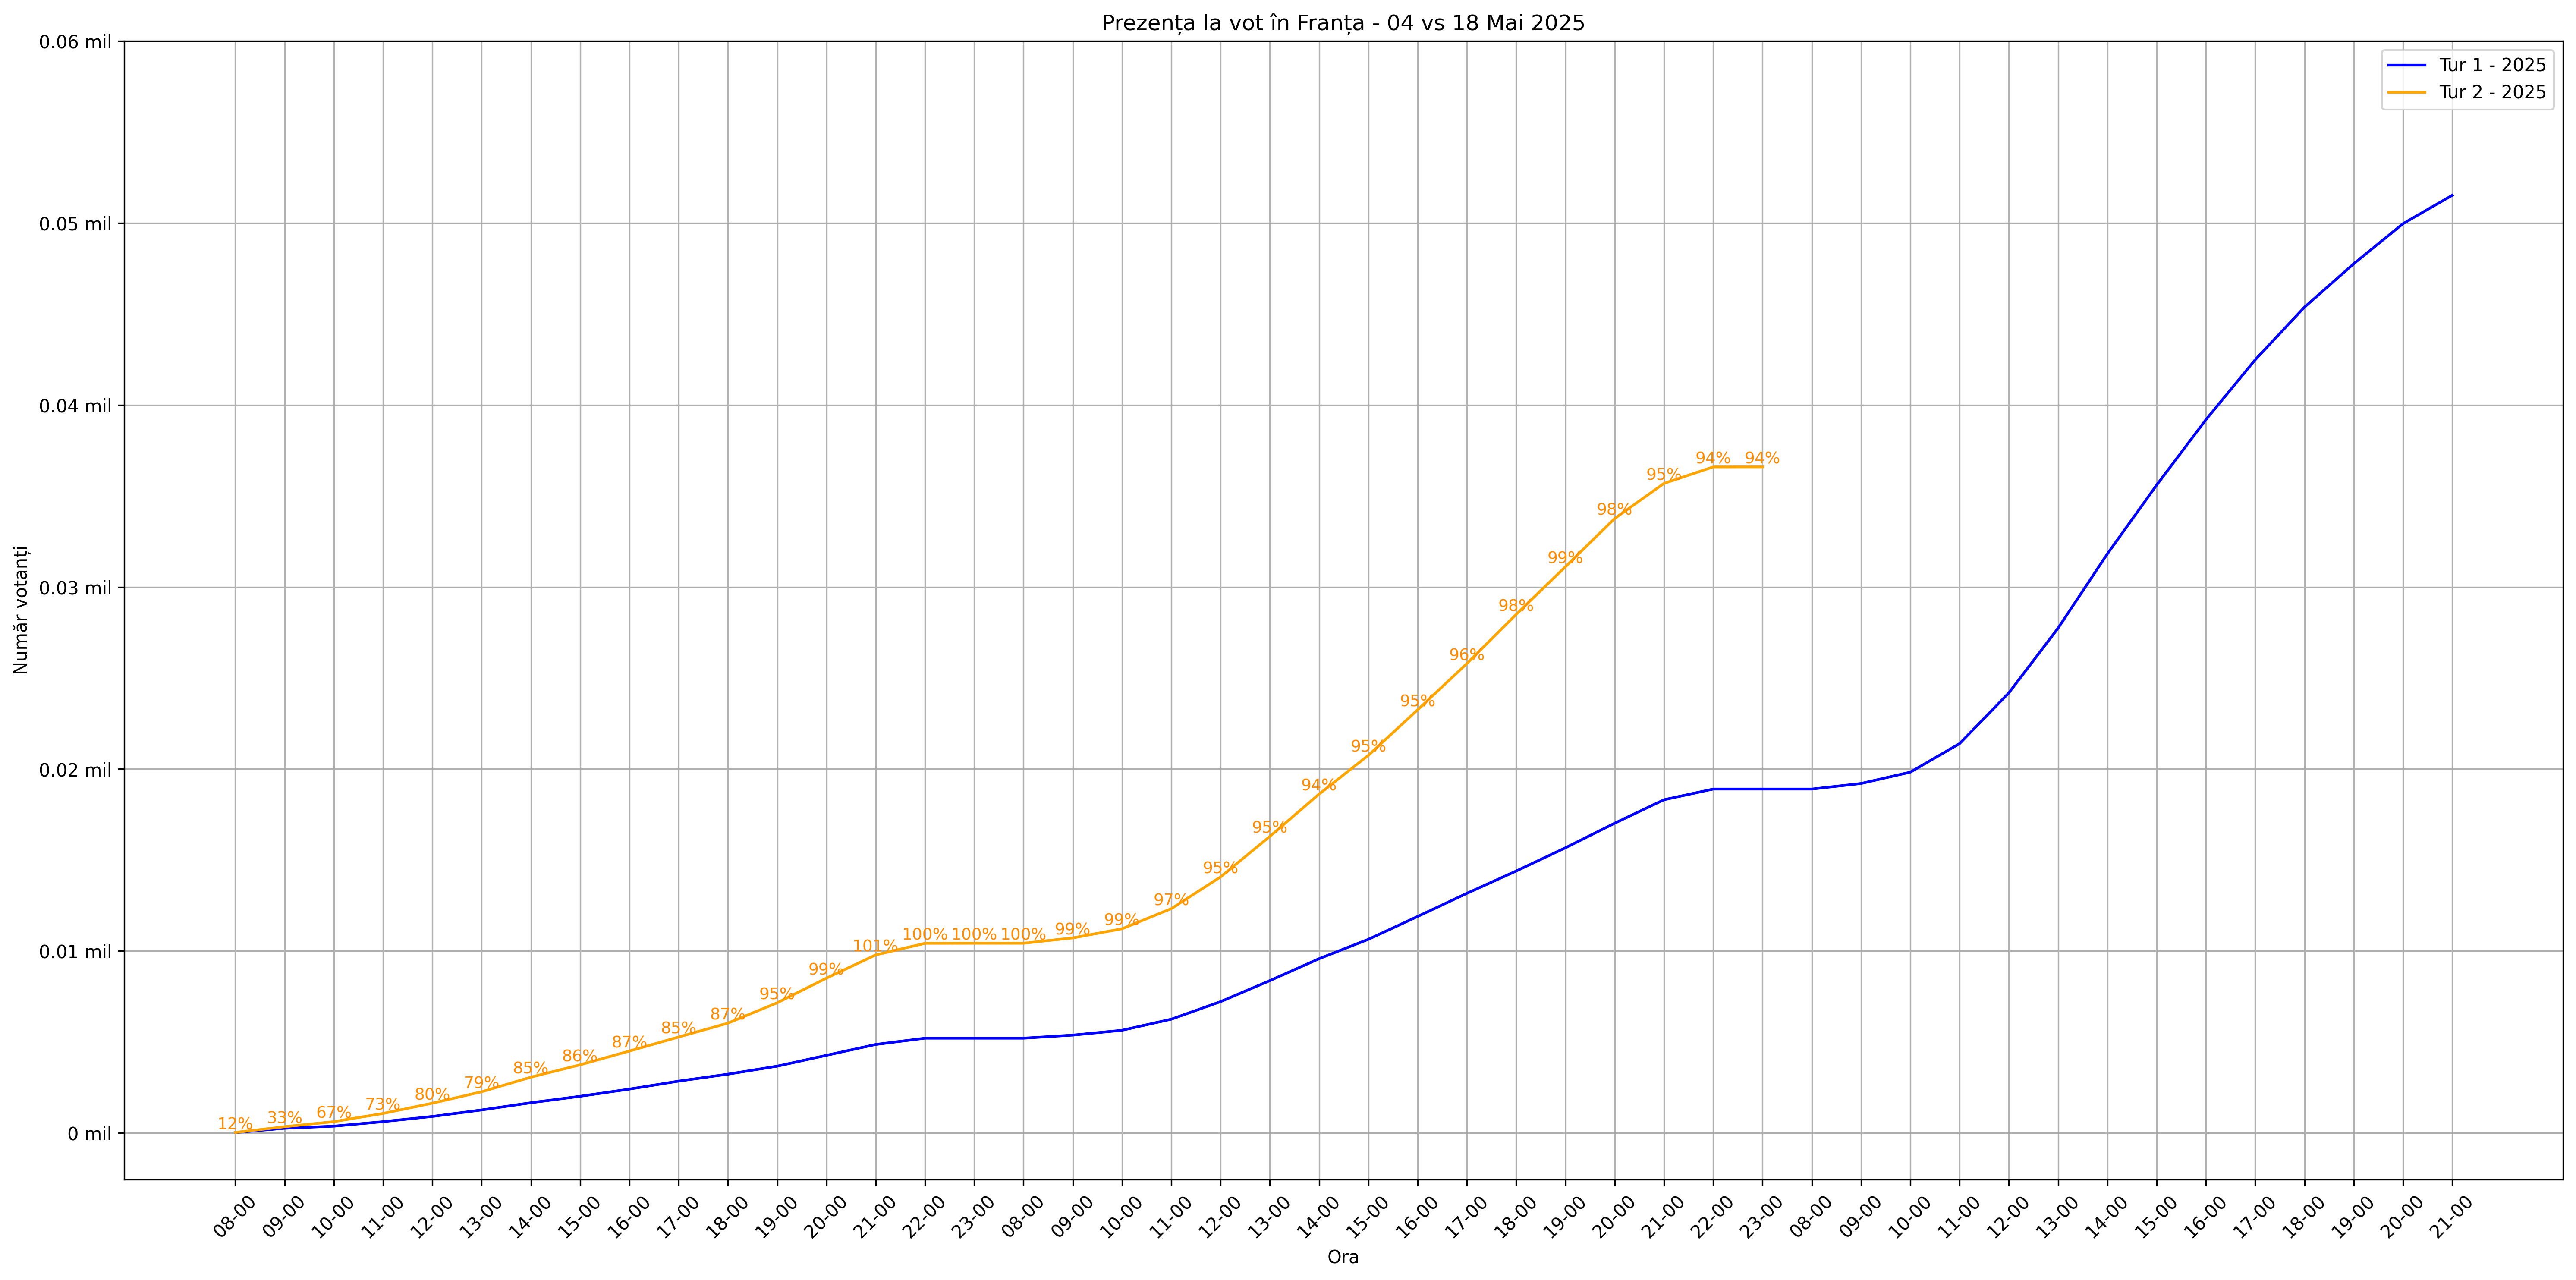 Prezența la vot în Franța - 04 vs 18 Mai 2025
Tur 1 - 2025
Tur 2 - 2025
Număr votanți
0.06 mil
0.05 mil
0.04 mil
0.03 mil
0.02 mil
0.01 mil
0 mil
12% 33% 67% 73% 80% 79% 85% 86% 87% 85% 87% 95% 99% 101% 100% 100% 100% 99% 99% 97% 95% 95% 94% 95% 95% 96% 98% 99% 98% 95% 94% 94%
08-00 09-00 10-00 11-00 12-00 13-00 14-00 15-00 16-00 17-00 18-00 19-00 20-00 21-00 22-00 23-00 08-00 09-00 10-00 11-00 12-00 13-00 14-00 15-00 16-00 17-00 18-00 19-00 20-00 21-00 22-00 23-00 08-00 09-00 10-00 11-00 12-00 13-00 14-00 15-00 16-00 17-00 18-00 19-00 20-00 21-00
Ora